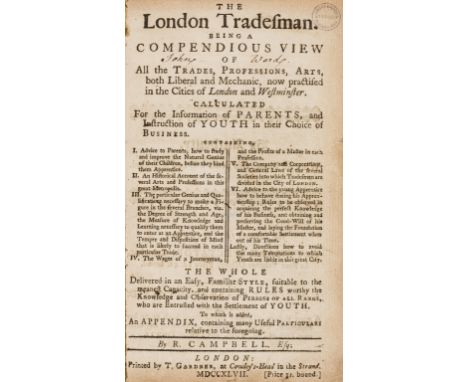 THE
London Tradesman.
BEING A
COMPENDIOUS VIEW
OF
All the TRADES, PROFESSIONS, ARTS,
both Liberal and Mechanic, now practised
in the Cities of London and Westminster.
CALCULATED
For the Information of PARENTS, and
Instruction of YOUTH in their Choice of
BUSINESS.
CONTAINING,
I. Advice to Parents, how to study
and improve the Natural Genius
of their Children, before they bind
them Apprentices.
II. An Historical Account of the several
Arts and Professions in this
great Metropolis.
III. The particular Genius and Qualifications
necessary to make a Figure
in the several Branches, viz.
the Degree of Strength and Age,
the Measure of Knowledge and
Learning necessary to qualify them
to enter as an Apprentice, and the
Temper and Disposition of Mind
that is likely to succeed in each
particular Trade.
IV. The Wages of a Journeyman,
and the Profits of a Master in each
Profession.
V. The Companies and Corporations,
and General Laws of the several
Societies into which Tradesmen are
divided in the City of LONDON.
VI. Advice to the young Apprentice
how to behave during his Apprenticeship;
Rules to be observed in
acquiring the perfect Knowledge
of his Business, and obtaining and
preserving the Good-Will of his
Master, and laying the Foundation
of a comfortable Settlement when
out of his Time.
Lastly, Directions how to avoid
the many Temptations to which
Youth are liable in this great City.
THE WHOLE
Delivered in an Easy, Familiar STYLE, suitable to the
meanest Capacity, and containing RULES worthy the
Knowledge and Observation of PERSONS OF ALL RANKS,
who are Entrusted with the Settlement of YOUTH.
To which is added,
An APPENDIX, containing many Useful PARTICULARS
relative to the foregoing.
By R. CAMPBELL, Esq;
LONDON:
Printed by T. GARDNER, at Cowley's-Head in the Strand.
MDCCXLVII. [Price 5s. bound.]